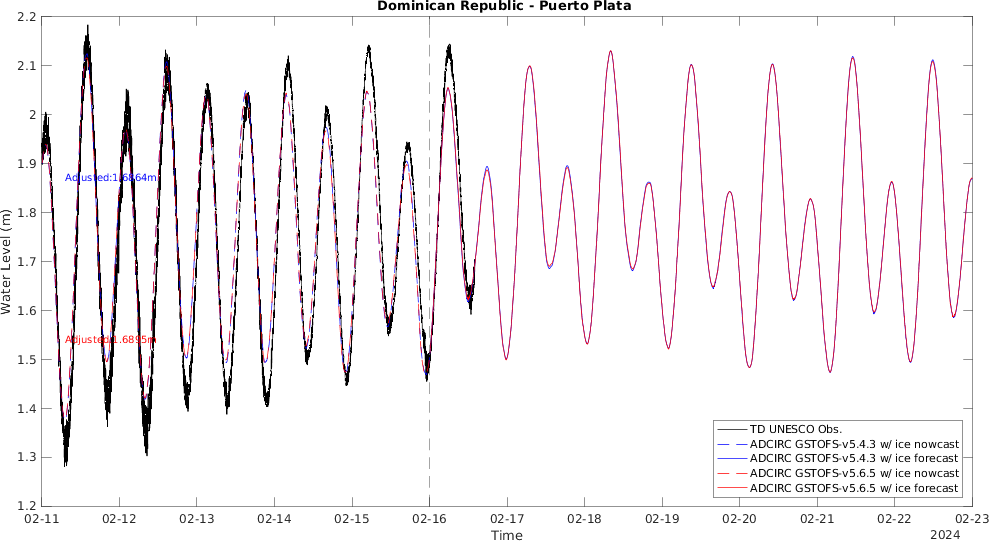 Dominican Republic - Puerto Plata
2.2
2.1
2
1.9
1.8
1.7
1.6
1.5
1.4
1.3
1.2
Water Level (m)
Adjusted:1.6864m
Adjusted:1.6895m
TD UNESCO Obs.
ADCIRC GSTOFS-v5.4.3 w/ ice nowcast
ADCIRC GSTOFS-v5.4.3 w/ ice forecast
ADCIRC GSTOFS-v5.6.5 w/ ice nowcast
ADCIRC GSTOFS-v5.6.5 w/ ice forecast
02-11 02-12 02-13 02-14 02-15 02-16 02-17 02-18 02-19 02-20 02-21 02-22 02-23
Time
2024